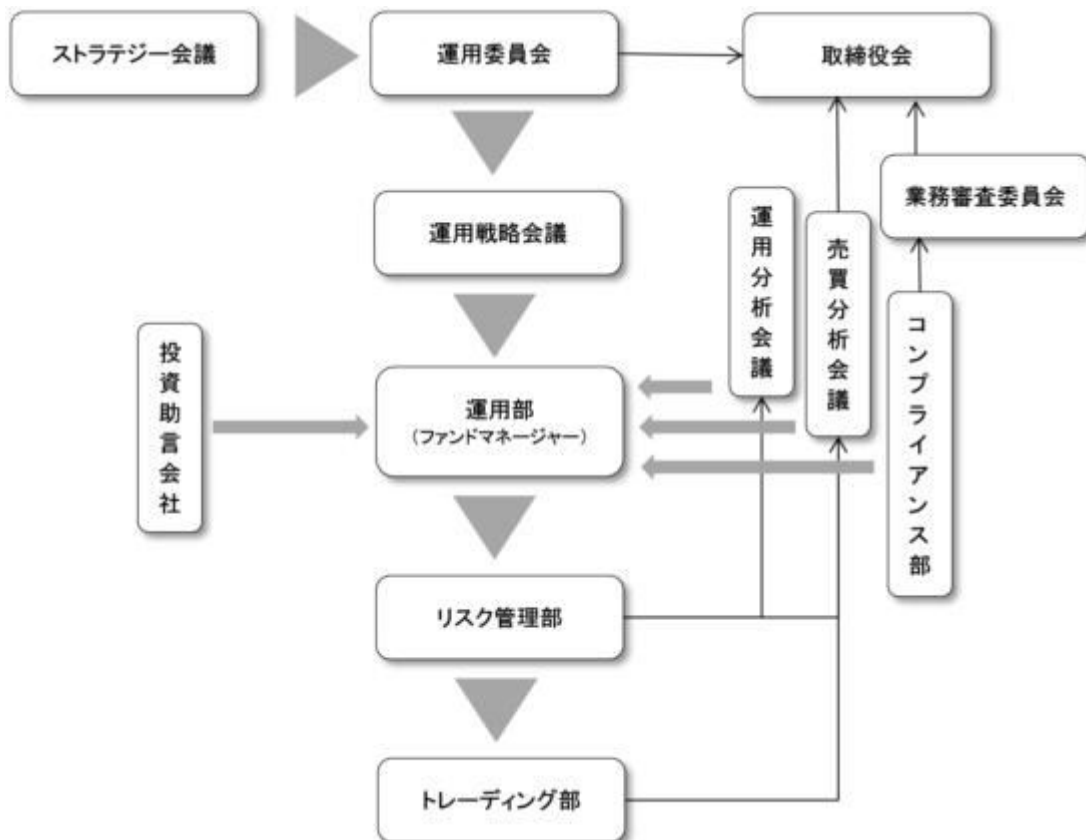 ストラテジー会議
運用委員会
取締役会
業務審査委員会
運用戦略会議
運用分析会議
売買分析会議
コンプライアンス部
投資助言会社
運用部
(ファンドマネージャー)
リスク管理部
トレーディング部